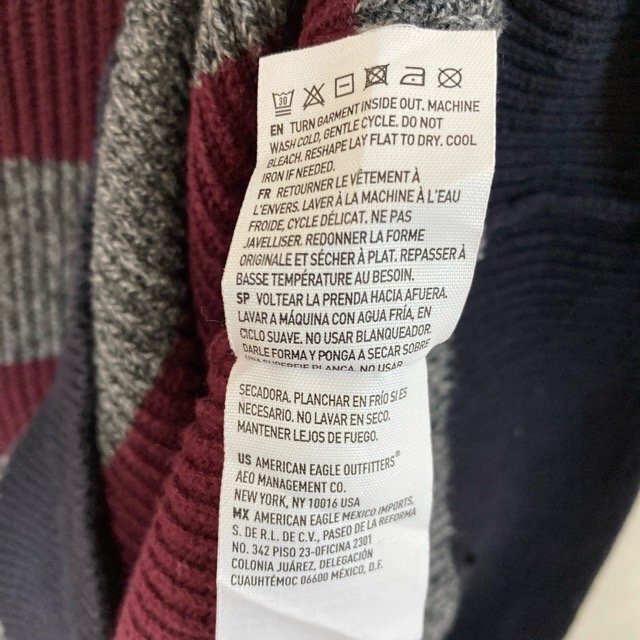 30
EN TURN GARMENT INSIDE OUT. MACHINE
WASH COLD, GENTLE CYCLE. DO NOT
BLEACH. RESHAPE LAY FLAT TO DRY. COOL
IRON IF NEEDED.
FR RETOURNER LE VÊTEMENT À
L'ENVERS. LAVER À LA MACHINE À L'EAU
FROIDE, CYCLE DÉLICAT. NE PAS
JAVELLISER. REDONNER LA FORME
ORIGINALE ET SÉCHER À PLAT. REPASSER À
BASSE TEMPÉRATURE AU BESOIN.
SP VOLTEAR LA PRENDA HACIA AFUERA.
LAVAR A MÁQUINA CON AGUA FRÍA, EN
CICLO SUAVE. NO USAR BLANQUEADOR.
DARLE FORMA Y PONGA A SECAR SOBRE
UNA SUPERFIE PLANCA. NO USAR
SECADORA. PLANCHAR EN FRÍO SI ES
NECESARIO. NO LAVAR EN SECO.
MANTENER LEJOS DE FUEGO.
US AMERICAN EAGLE OUTFITTERS®
AEO MANAGEMENT CO.
NEW YORK, NY 10016 USA
MX AMERICAN EAGLE MEXICO IMPORTS,
S. DE R.L. DE C.V., PASEO DE LA REFORMA
NO. 342 PISO 23-OFICINA 2301
COLONIA JUÁREZ, DELEGACIÓN
CUAUHTÉMOC 06600 MÉXICO, D.F.